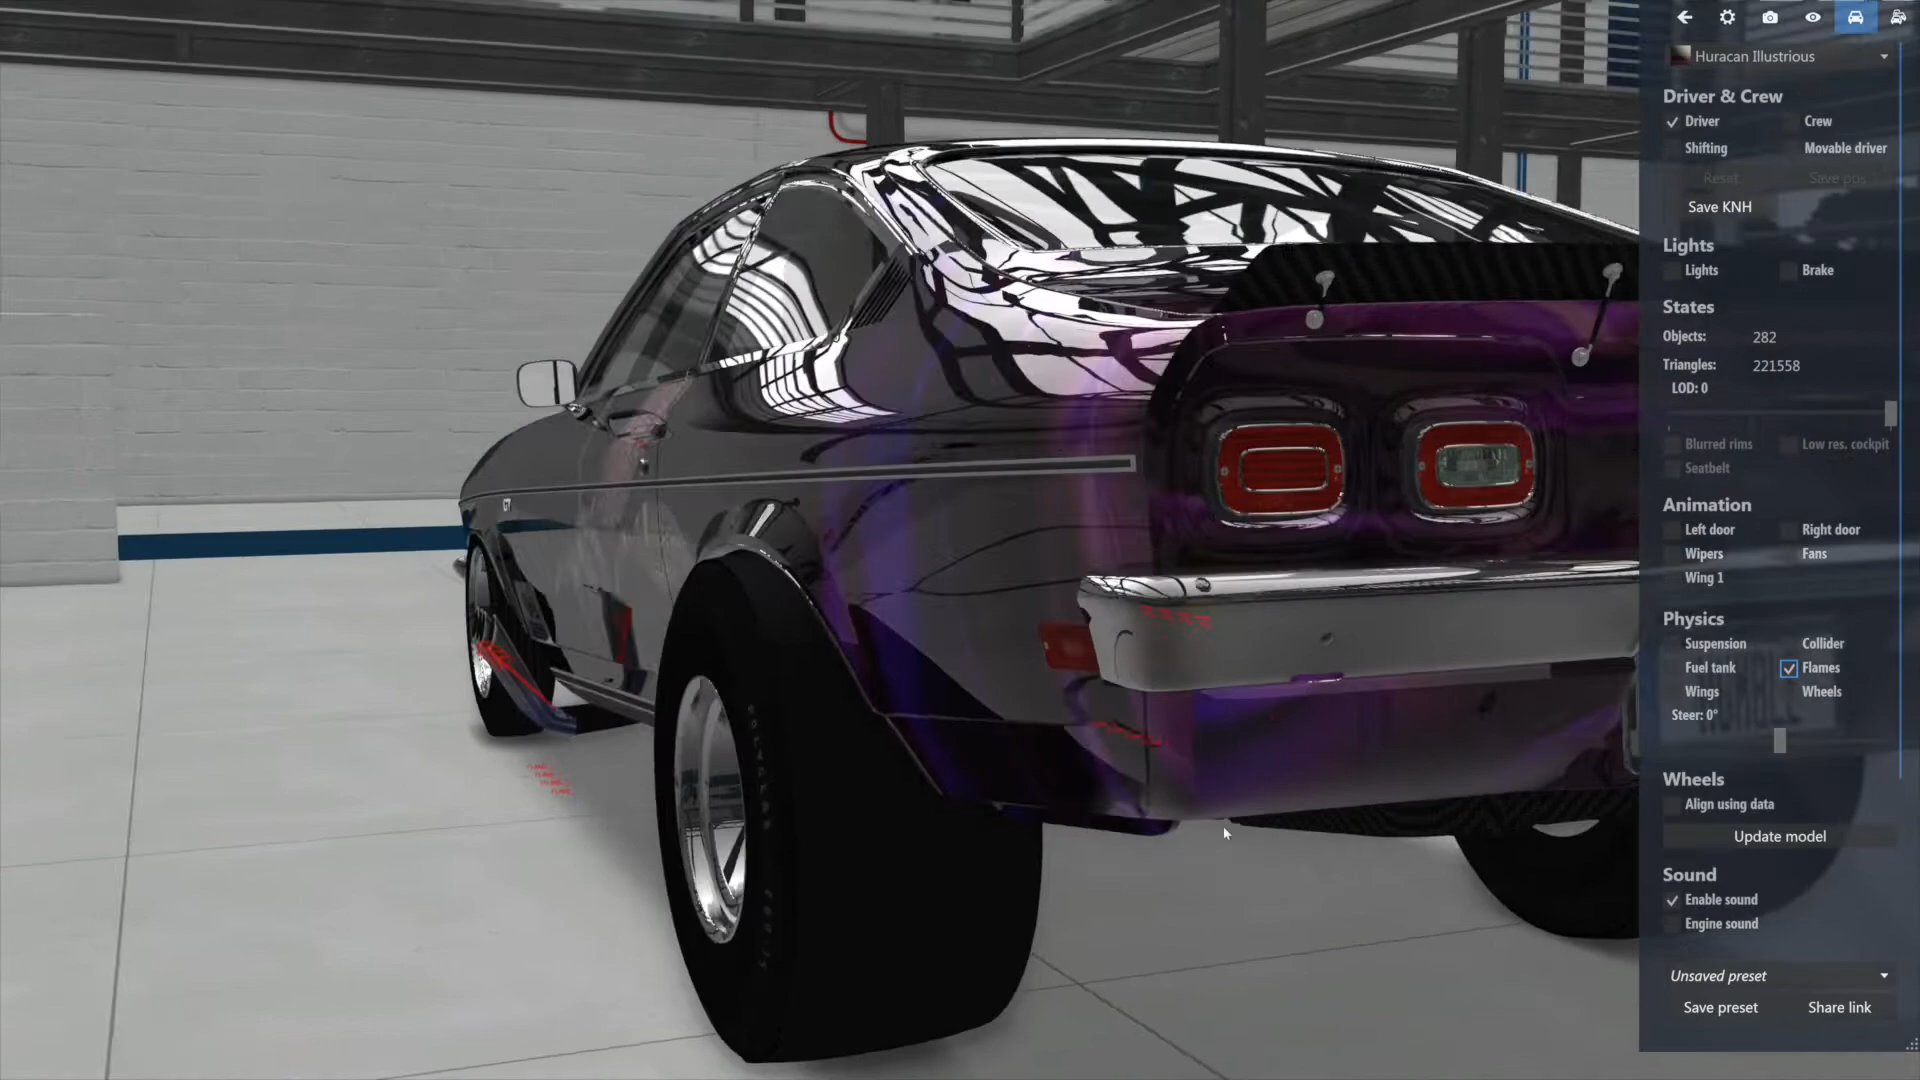 Huracan Illustrious
Driver & Crew
Driver Crew
Shifting Movable driver
Reset Save pos
Save KNH
Lights
Lights Brake
States
Objects: 282
Triangles: 221558
LOD: 0
Blurred rims Low res. cockpit
Seatbelt
Animation
Left door Right door
Wipers Fans
Wing 1
Physics
Suspension Collider
Fuel tank Flames
Wings Wheels
Steer: 0°
Wheels
Align using data
Update model
Sound
Enable sound
Engine sound
Unsaved preset
Save preset Share link
GT